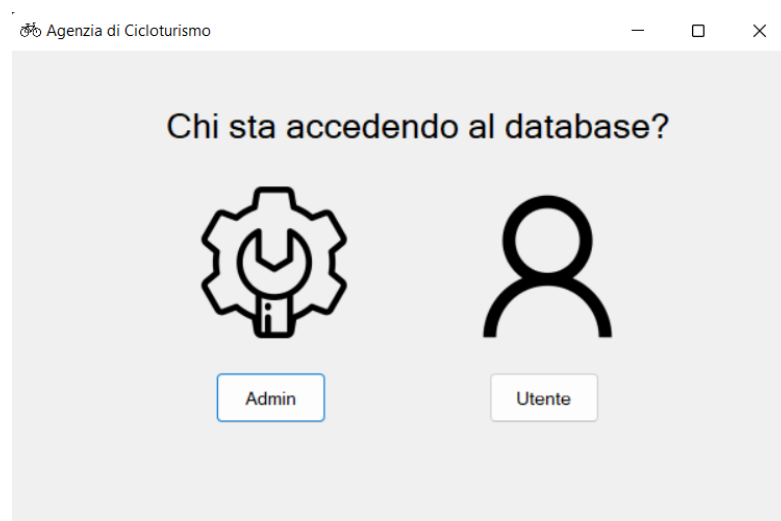 Agenzia di Cicloturismo
Chi sta accedendo al database?
Admin
Utente